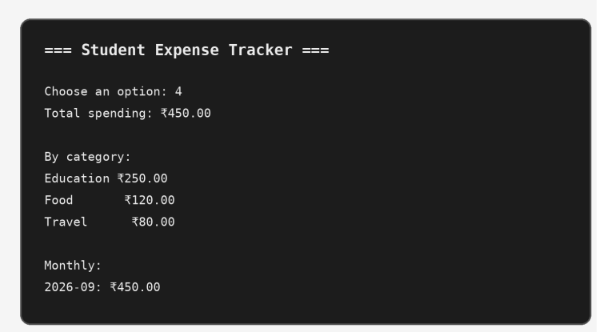 === Student Expense Tracker ===
Choose an option: 4
Total spending: ₹450.00
By category:
Education ₹250.00
Food       ₹120.00
Travel      ₹80.00
Monthly:
2026-09: ₹450.00